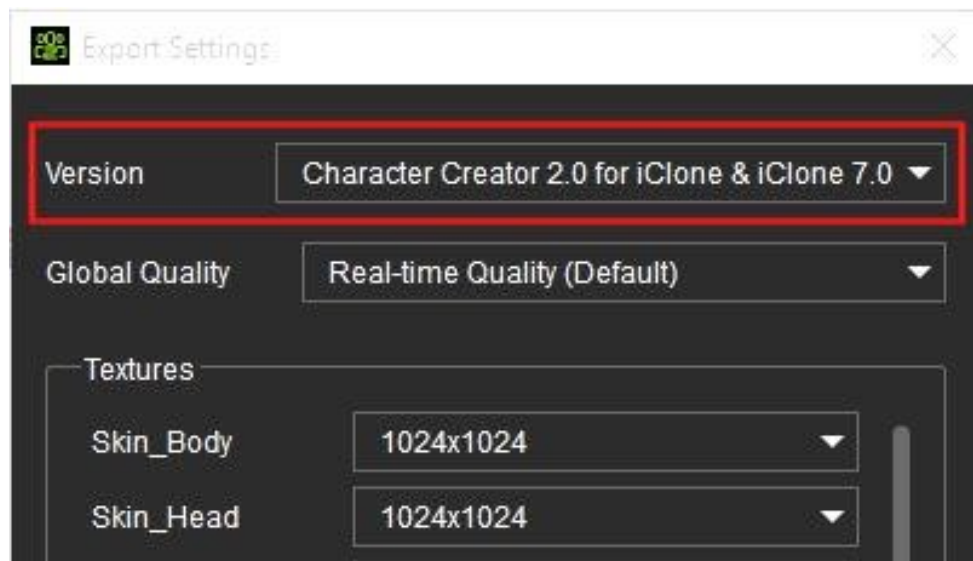 Export Settings
Version Character Creator 2.0 for iClone & iClone 7.0
Global Quality Real-time Quality (Default)
Textures
Skin_Body 1024x1024
Skin_Head 1024x1024